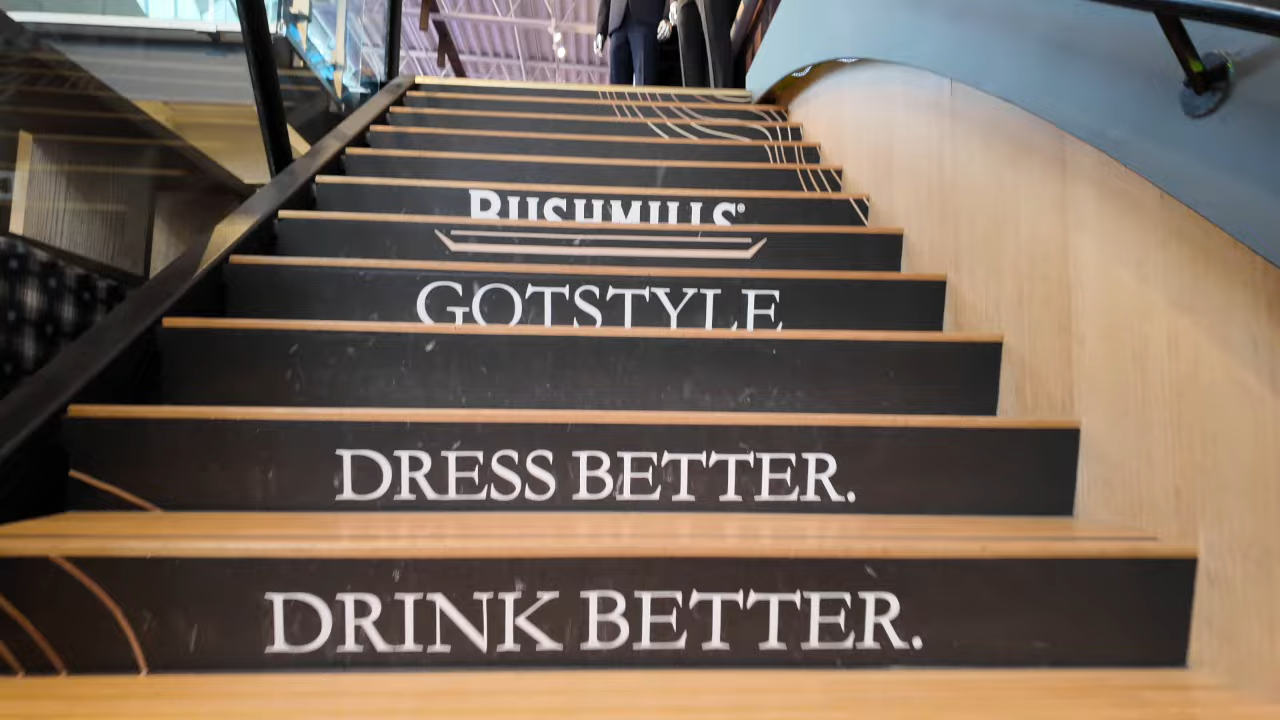 BUSHMILLS®
GOTSTYLE
DRESS BETTER.
DRINK BETTER.